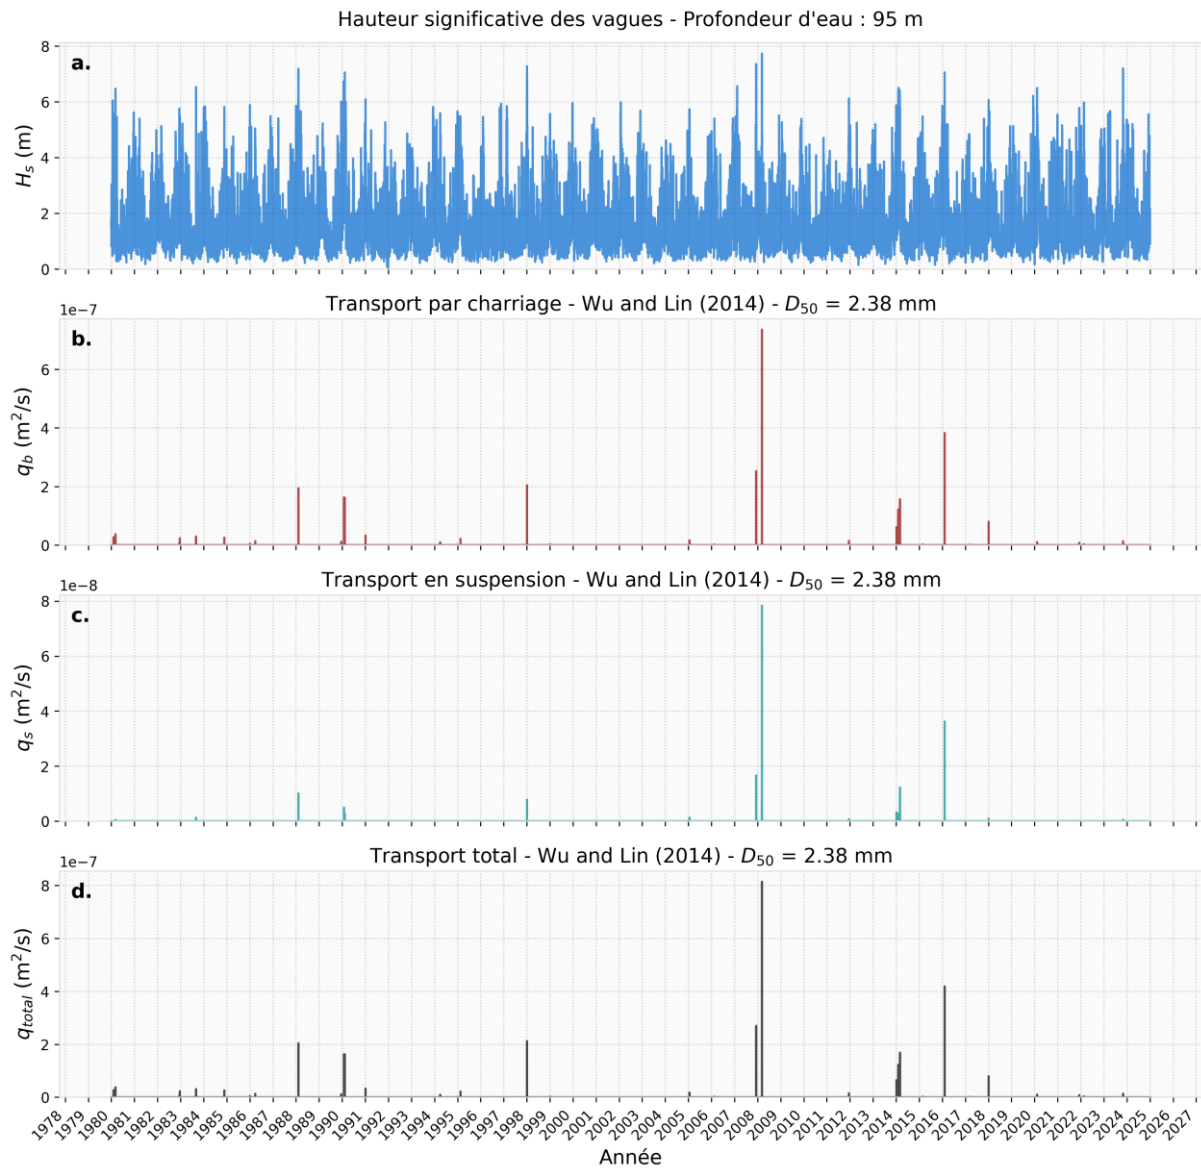 Hauteur significative des vagues - Profondeur d'eau : 95 m
a.
8
6
4
2
0
H_s (m)
1e-7
Transport par charriage - Wu and Lin (2014) - D_50 = 2.38 mm
b.
6
4
2
0
q_b (m^2/s)
1e-8
Transport en suspension - Wu and Lin (2014) - D_50 = 2.38 mm
c.
8
6
4
2
0
q_s (m^2/s)
1e-7
Transport total - Wu and Lin (2014) - D_50 = 2.38 mm
d.
8
6
4
2
0
q_total (m^2/s)
1978 1979 1980 1981 1982 1983 1984 1985 1986 1987 1988 1989 1990 1991 1992 1993 1994 1995 1996 1997 1998 1999 2000 2001 2002 2003 2004 2005 2006 2007 2008 2009 2010 2011 2012 2013 2014 2015 2016 2017 2018 2019 2020 2021 2022 2023 2024 2025 2026 2027
Année